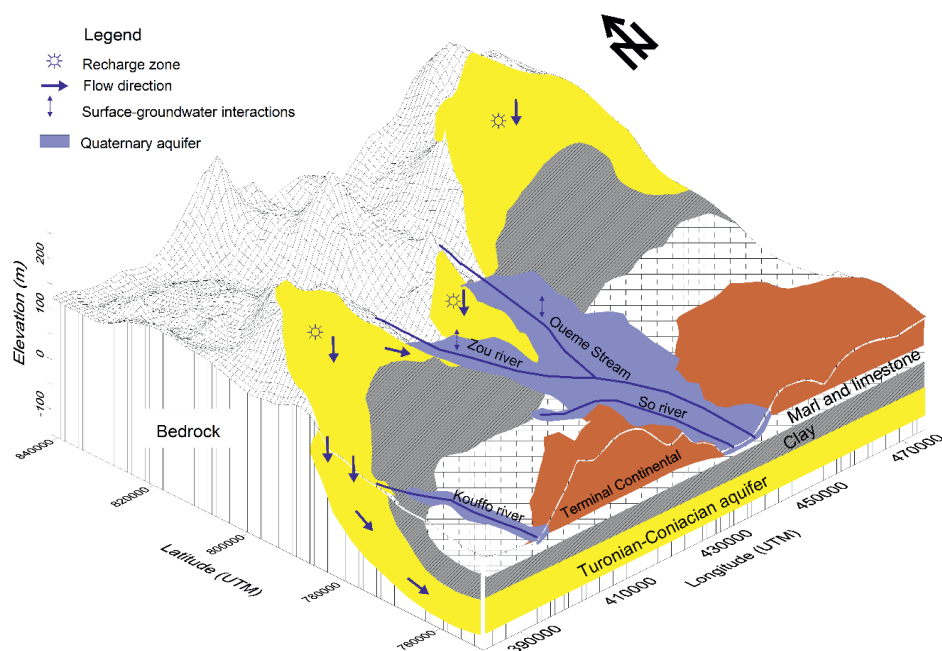 Legend
Recharge zone
Flow direction
Surface-groundwater interactions
Quaternary aquifer
N
Elevation (m)
200
100
0
-100
Bedrock
Zou river
Oueme Stream
So river
Kouffo river
Terminal Continental
Marl and limestone
Clay
Turonian-Coniacian aquifer
840000
820000
800000
780000
760000
Latitude (UTM)
390000
410000
430000
450000
470000
Longitude (UTM)